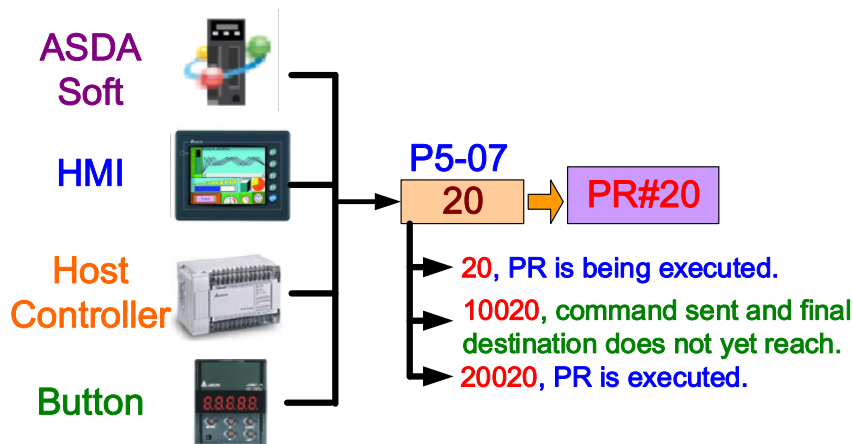 ASDA
Soft
HMI
Host
Controller
Button
P5-07
20
PR#20
20, PR is being executed.
10020, command sent and final
destination does not yet reach.
20020, PR is executed.